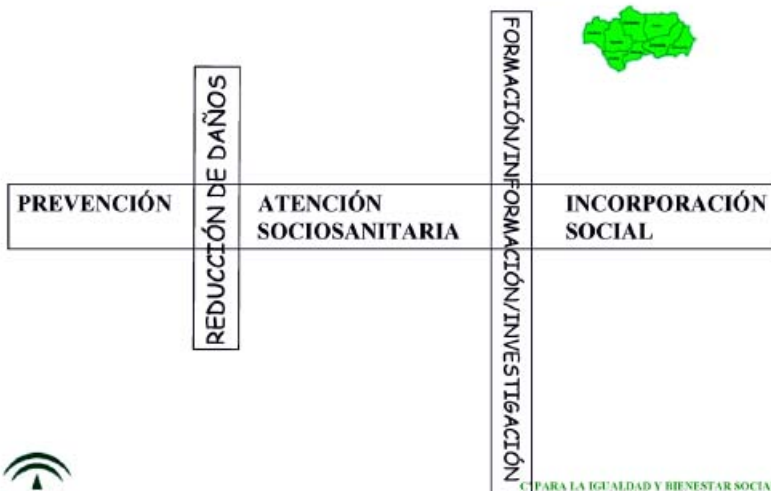 PREVENCIÓN
REDUCCIÓN DE DAÑOS
ATENCIÓN
SOCIOSANITARIA
FORMACIÓN/INFORMACIÓN/INVESTIGACIÓN
INCORPORACIÓN
SOCIAL
PARA LA IGUALDAD Y BIENESTAR SOCIA